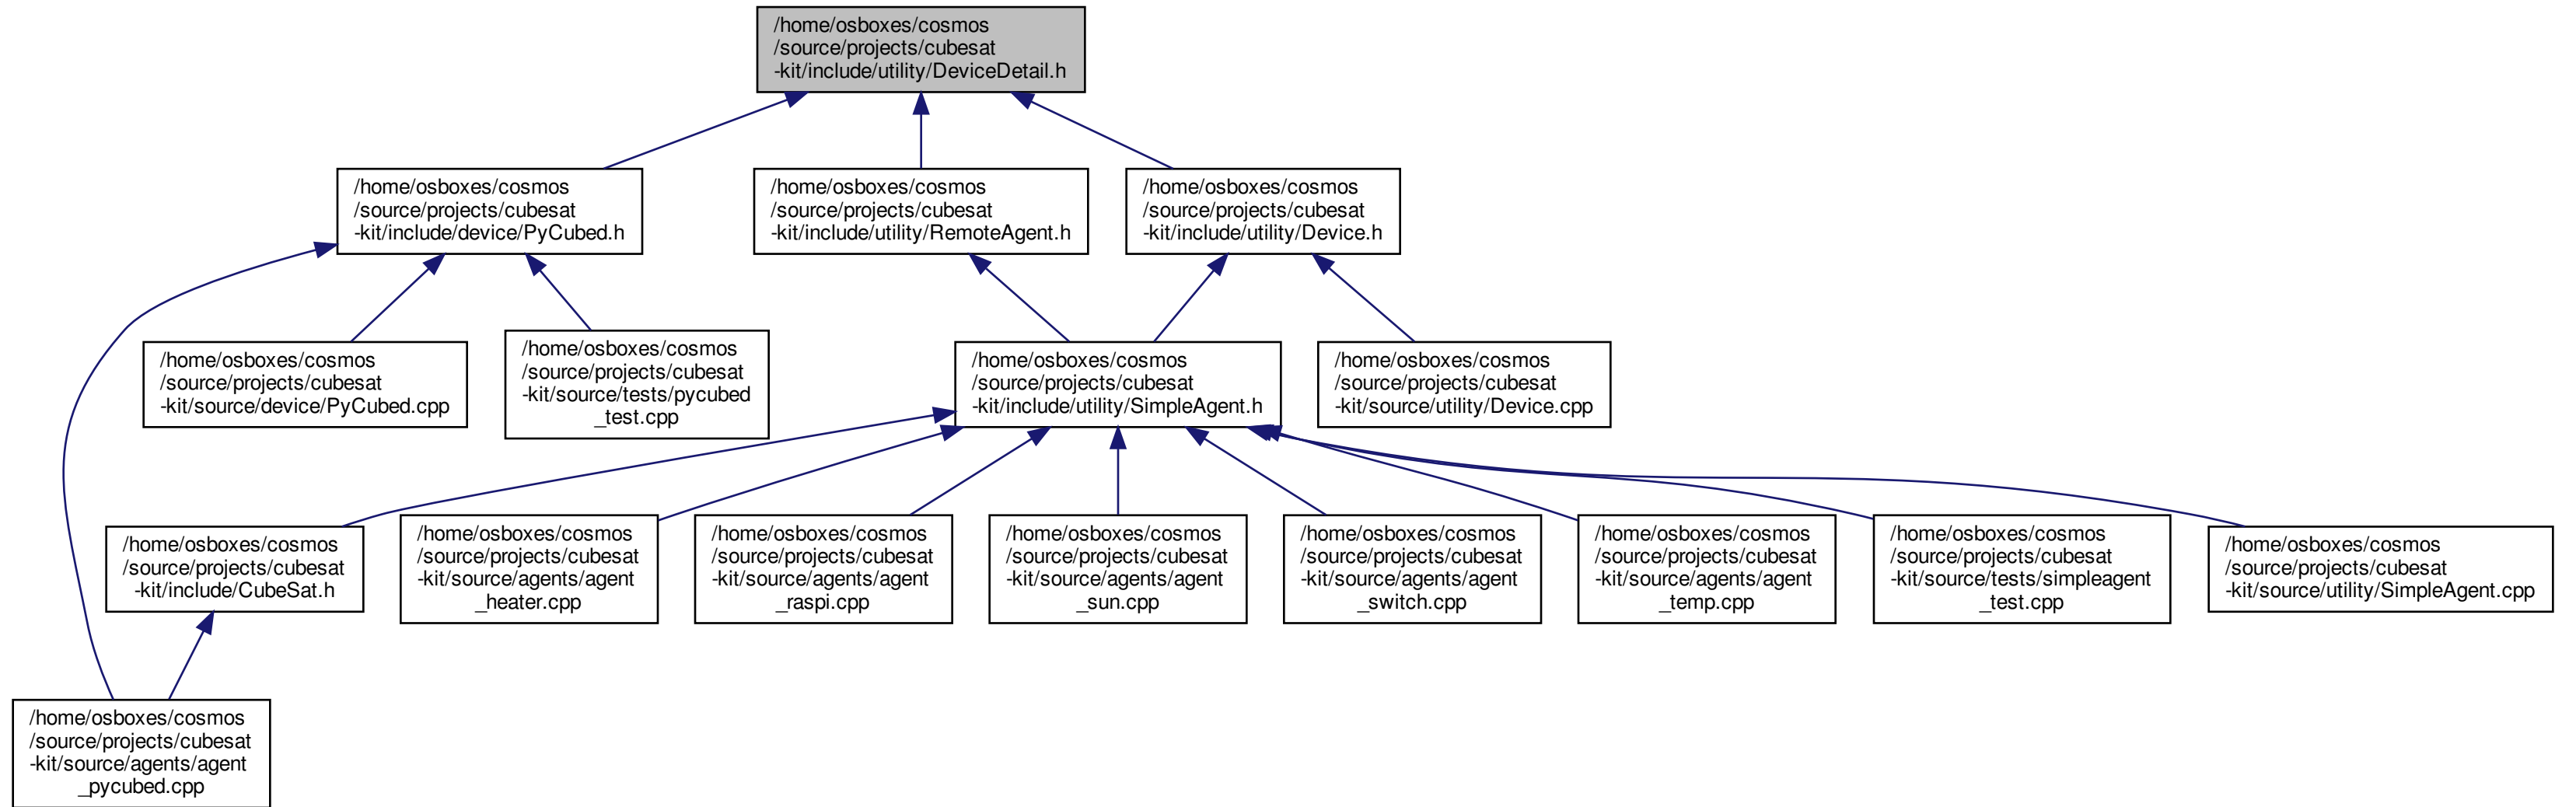 /home/osboxes/cosmos
/source/projects/cubesat
-kit/include/utility/DeviceDetail.h
/home/osboxes/cosmos
/source/projects/cubesat
-kit/include/device/PyCubed.h
/home/osboxes/cosmos
/source/projects/cubesat
-kit/include/utility/RemoteAgent.h
/home/osboxes/cosmos
/source/projects/cubesat
-kit/include/utility/Device.h
/home/osboxes/cosmos
/source/projects/cubesat
-kit/source/device/PyCubed.cpp
/home/osboxes/cosmos
/source/projects/cubesat
-kit/source/tests/pycubed
_test.cpp
/home/osboxes/cosmos
/source/projects/cubesat
-kit/include/utility/SimpleAgent.h
/home/osboxes/cosmos
/source/projects/cubesat
-kit/source/utility/Device.cpp
/home/osboxes/cosmos
/source/projects/cubesat
-kit/include/CubeSat.h
/home/osboxes/cosmos
/source/projects/cubesat
-kit/source/agents/agent
_heater.cpp
/home/osboxes/cosmos
/source/projects/cubesat
-kit/source/agents/agent
_raspi.cpp
/home/osboxes/cosmos
/source/projects/cubesat
-kit/source/agents/agent
_sun.cpp
/home/osboxes/cosmos
/source/projects/cubesat
-kit/source/agents/agent
_switch.cpp
/home/osboxes/cosmos
/source/projects/cubesat
-kit/source/agents/agent
_temp.cpp
/home/osboxes/cosmos
/source/projects/cubesat
-kit/source/tests/simpleagent
_test.cpp
/home/osboxes/cosmos
/source/projects/cubesat
-kit/source/utility/SimpleAgent.cpp
/home/osboxes/cosmos
/source/projects/cubesat
-kit/source/agents/agent
_pycubed.cpp